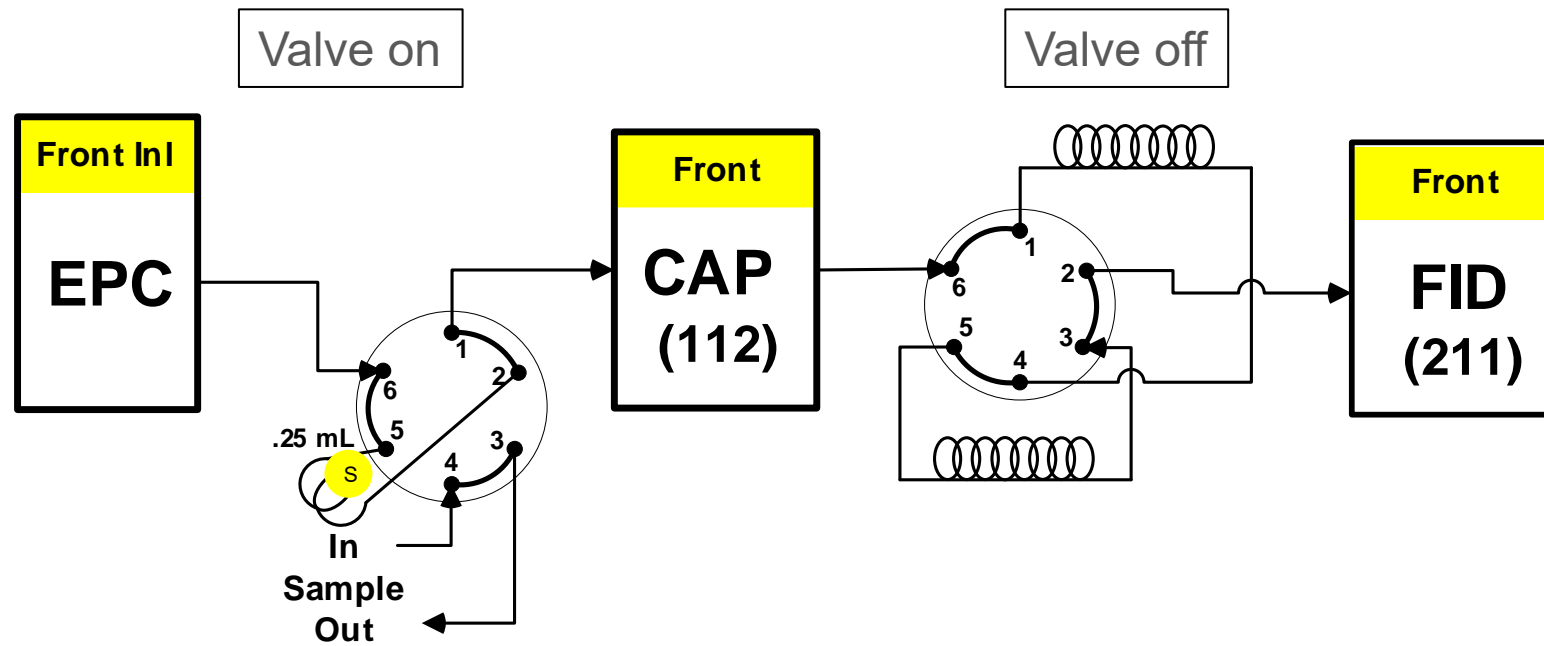 Valve on
Valve off
Front Inl
EPC
Front
CAP
(112)
Front
FID
(211)
1
2
3
4
5
6
.25 mL
S
In
Sample
Out
1
2
3
4
5
6